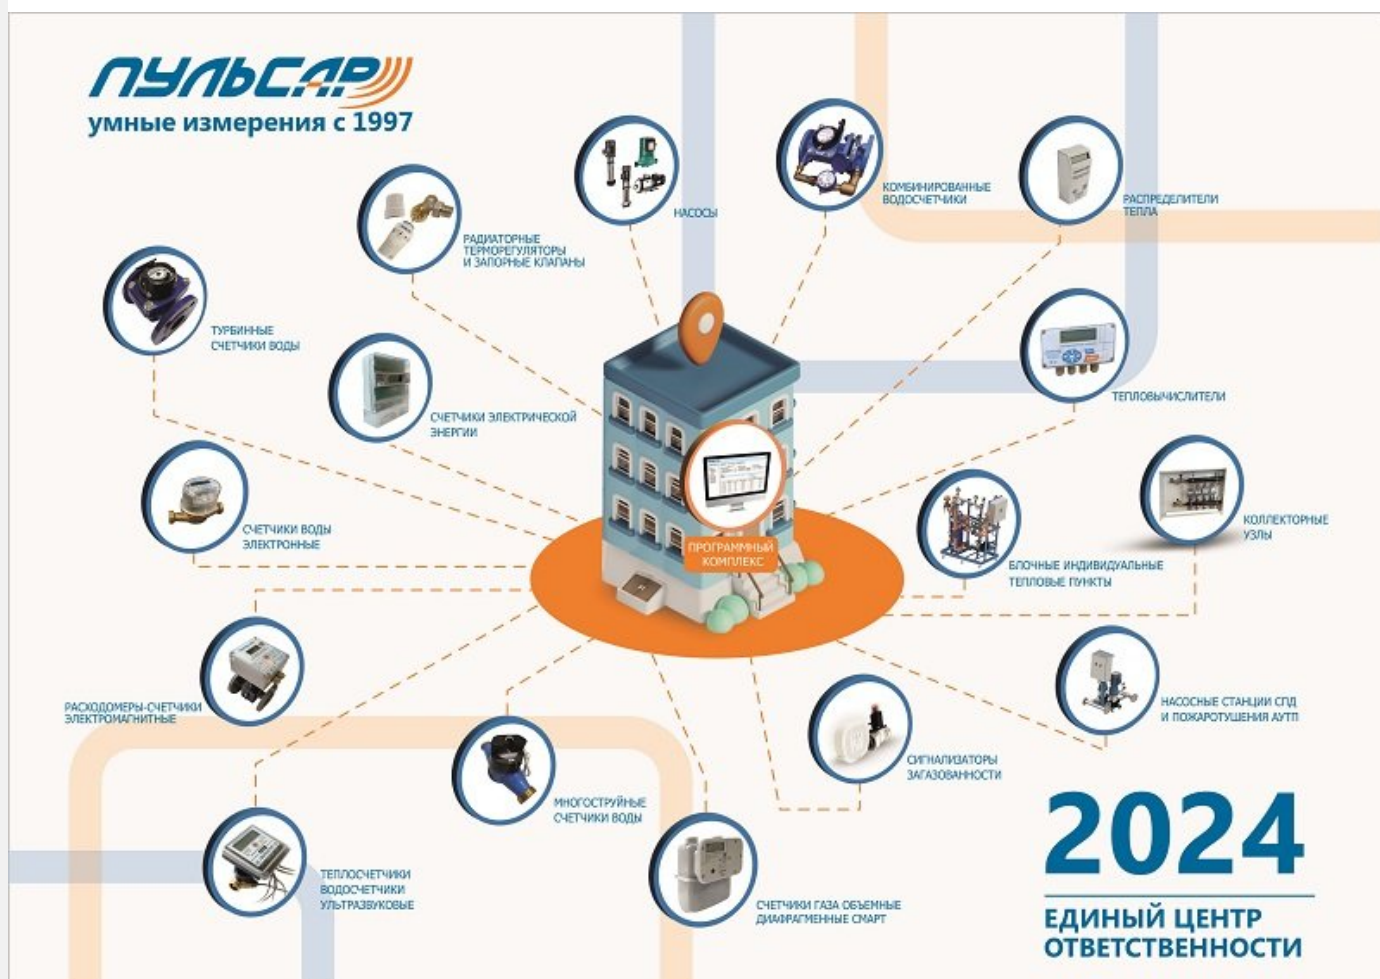 ПУЛЬСАР
умные измерения с 1997
НАСОСЫ
КОМБИНИРОВАННЫЕ
ВОДОСЧЕТЧИКИ
РАСПРЕДЕЛИТЕЛИ
ТЕПЛА
РАДИАТОРНЫЕ
ТЕРМОРЕГУЛЯТОРЫ
И ЗАПОРНЫЕ КЛАПАНЫ
ТУРБИННЫЕ
СЧЕТЧИКИ ВОДЫ
СЧЕТЧИКИ ЭЛЕКТРИЧЕСКОЙ
ЭНЕРГИИ
ТЕПЛОВЫЧИСЛИТЕЛИ
СЧЕТЧИКИ ВОДЫ
ЭЛЕКТРОННЫЕ
ПРОГРАММНЫЙ
КОМПЛЕКС
КОЛЛЕКТОРНЫЕ
УЗЛЫ
БЛОЧНЫЕ ИНДИВИДУАЛЬНЫЕ
ТЕПЛОВЫЕ ПУНКТЫ
РАСХОДОМЕРЫ-СЧЕТЧИКИ
ЭЛЕКТРОМАГНИТНЫЕ
НАСОСНЫЕ СТАНЦИИ СПД
И ПОЖАРОТУШЕНИЯ АУТП
СИГНАЛИЗАТОРЫ
ЗАГАЗОВАННОСТИ
МНОГОСТРУЙНЫЕ
СЧЕТЧИКИ ВОДЫ
ТЕПЛОСЧЕТЧИКИ
ВОДОСЧЕТЧИКИ
УЛЬТРАЗВУКОВЫЕ
СЧЕТЧИКИ ГАЗА ОБЪЕМНЫЕ
ДИАФРАГМЕННЫЕ СМАРТ
2024
ЕДИНЫЙ ЦЕНТР
ОТВЕТСТВЕННОСТИ